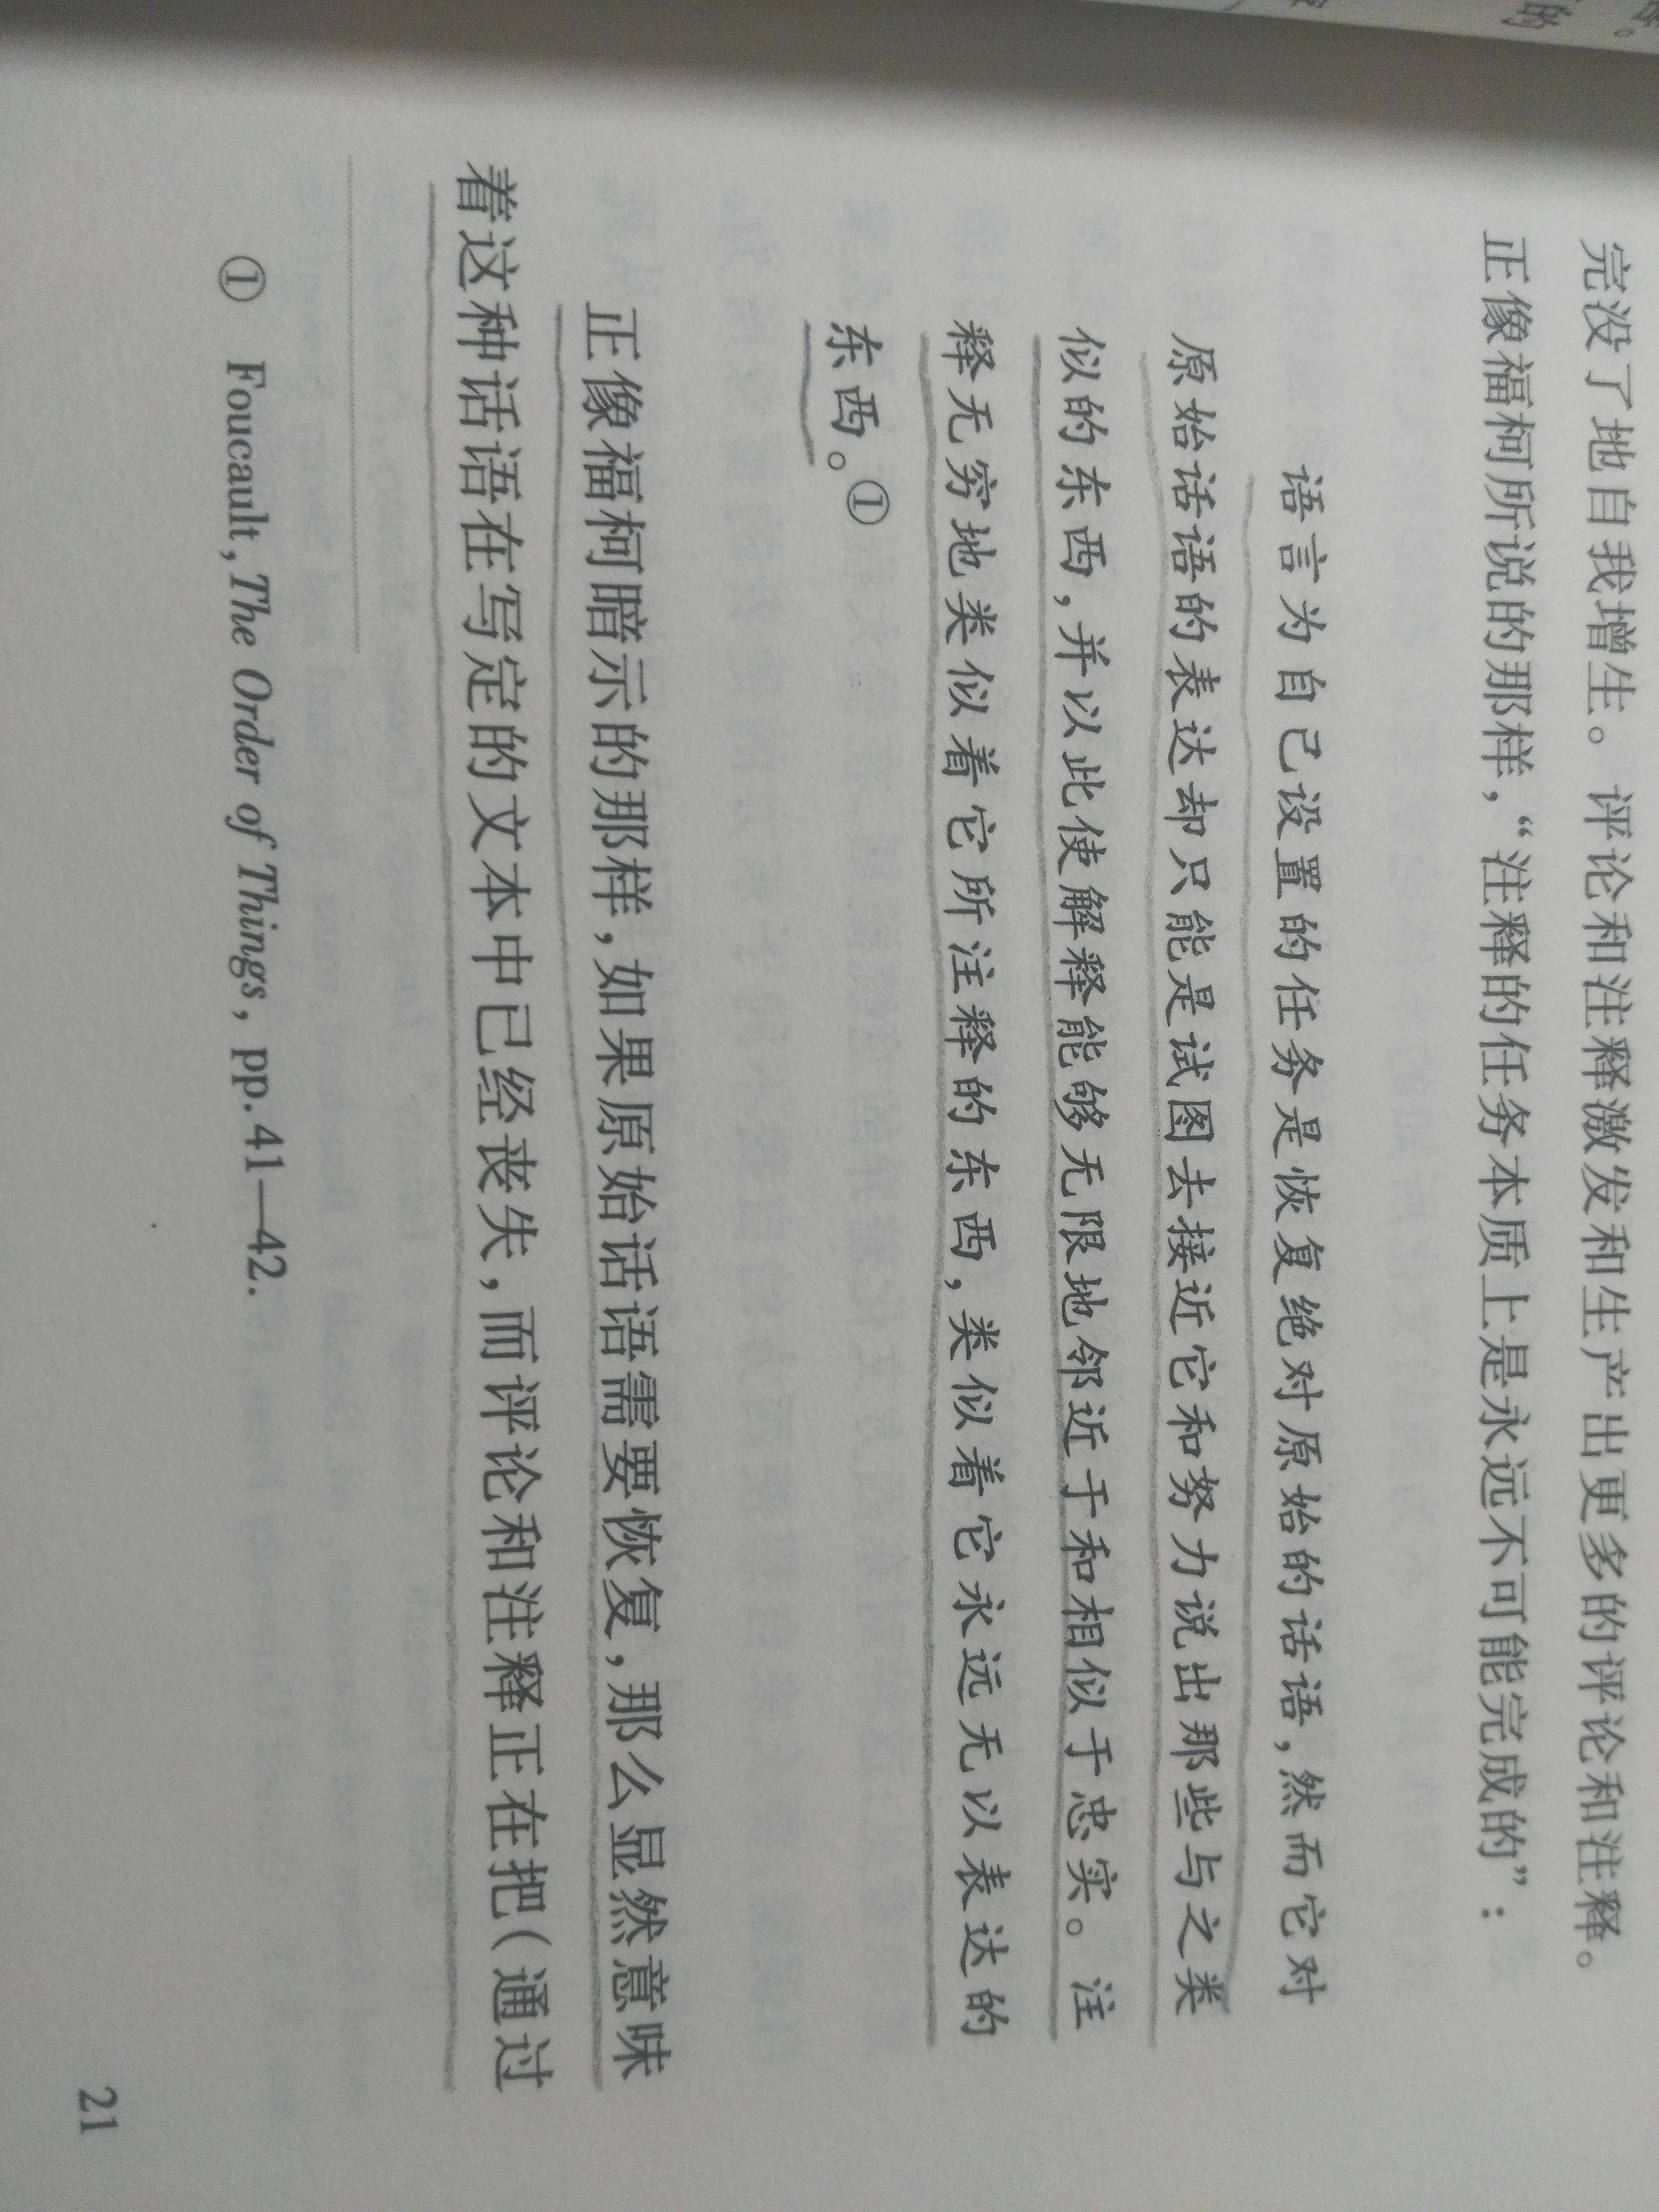 完没了地自我增生。评论和注释激发和生产出更多的评论和注释。
正像福柯所说的那样,“注释的任务本质上是永远不可能完成的”:
语言为自己设置的任务是恢复绝对原始的话语,然而它对
原始话语的表达却只能是试图去接近它和努力说出那些与之类
似的东西,并以此使解释能够无限地邻近于和相似于忠实。注
释无穷地类似着它所注释的东西,类似着它永远无以表达的
东西。①
正像福柯暗示的那样,如果原始话语需要恢复,那么显然意味
着这种话语在写定的文本中已经丧失,而评论和注释正在把(通过
① Foucault, The Order of Things, pp. 41—42.
21